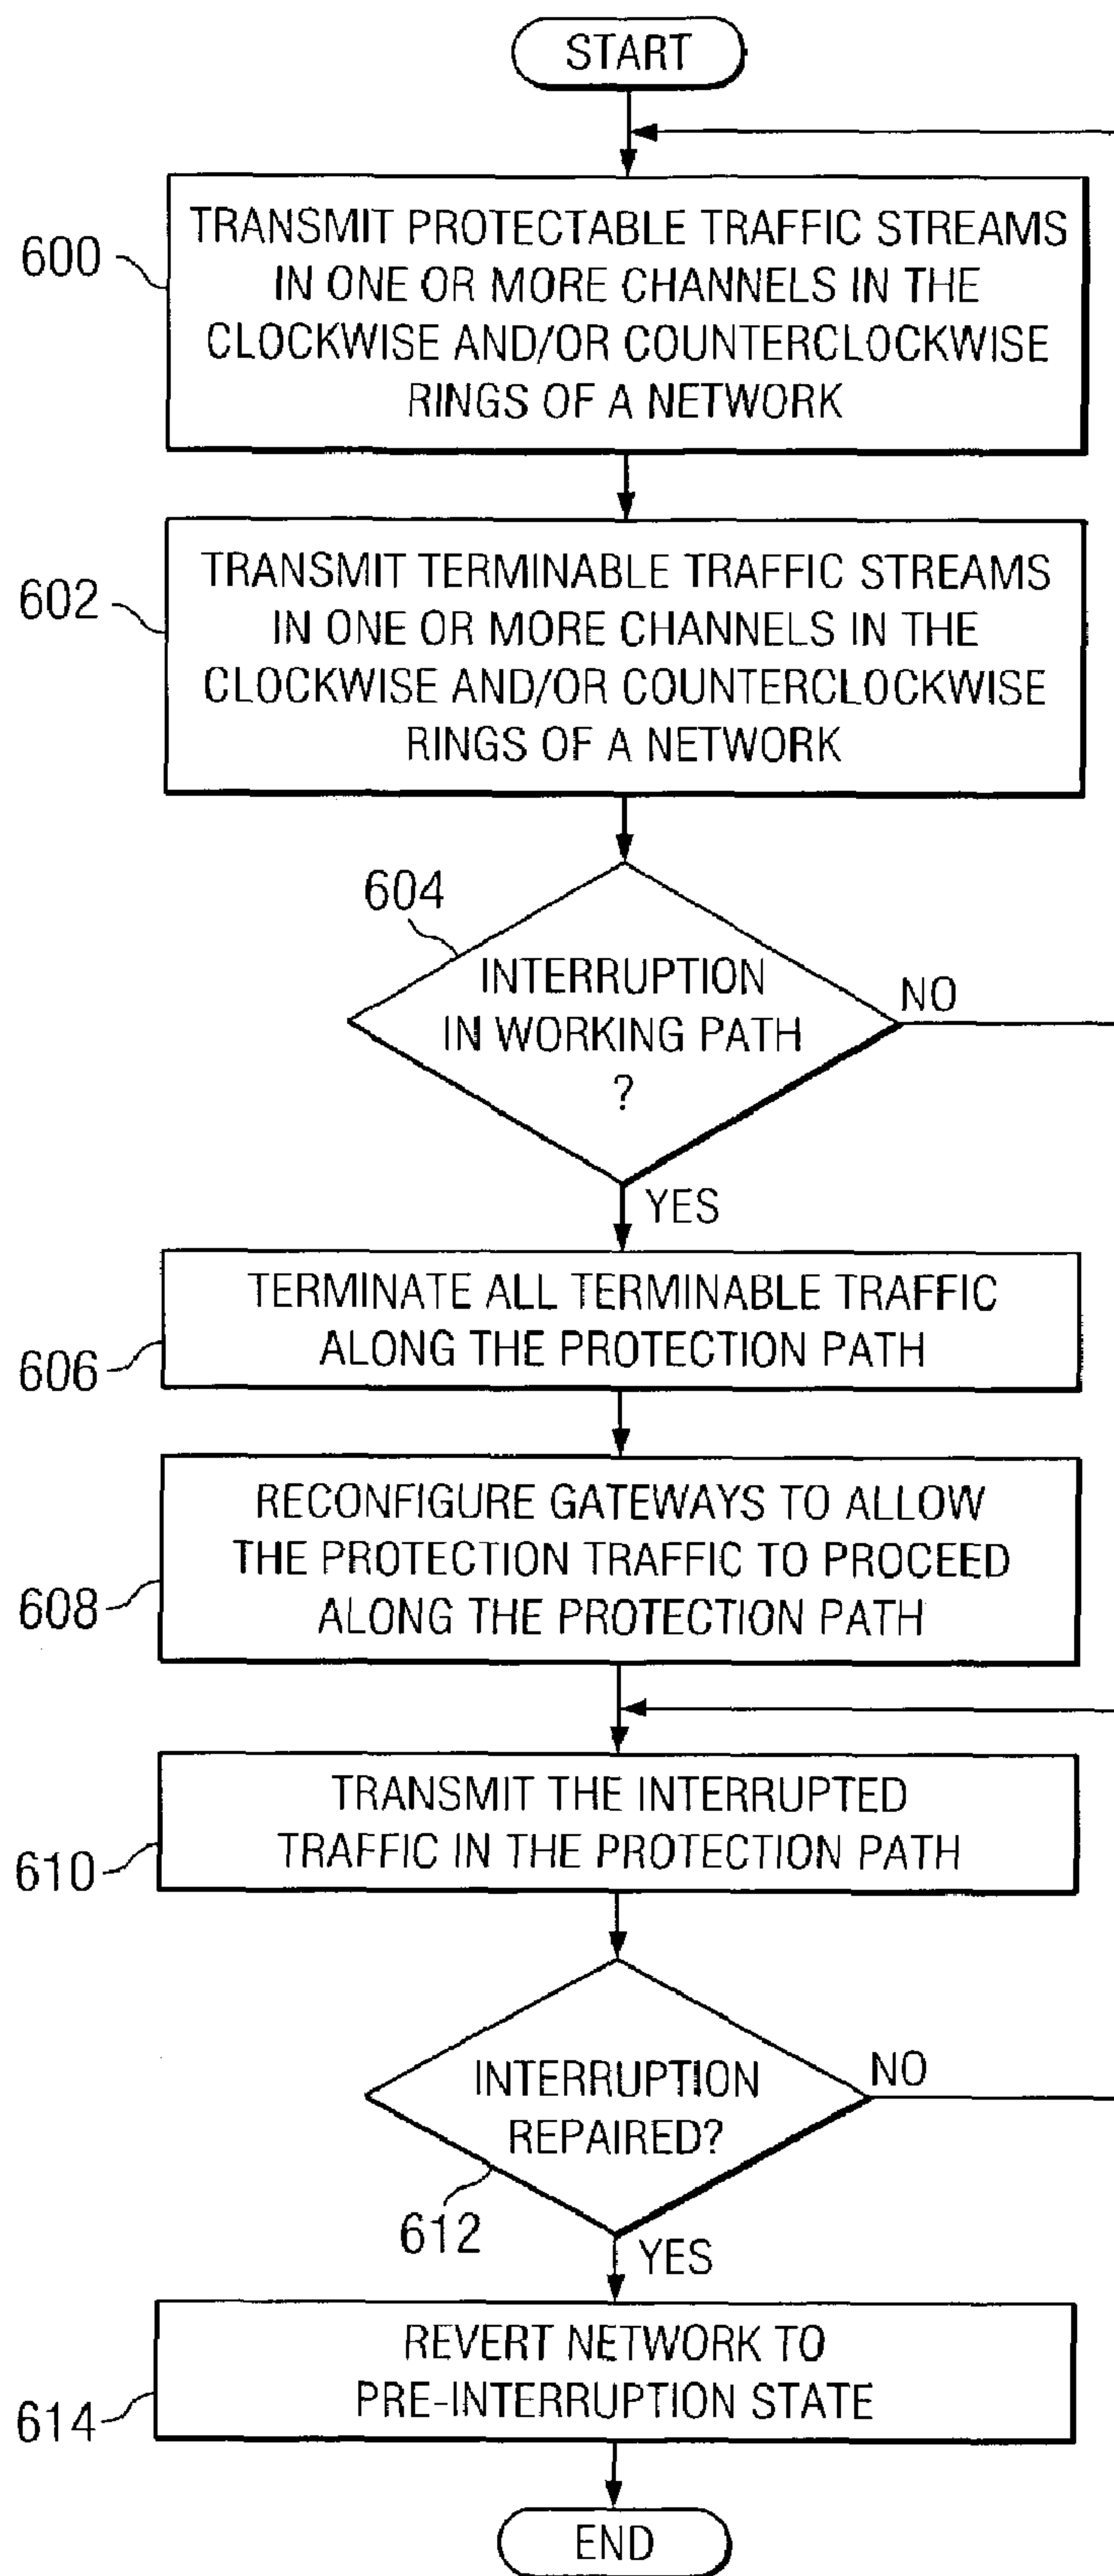 START
600
TRANSMIT PROTECTABLE TRAFFIC STREAMS
IN ONE OR MORE CHANNELS IN THE
CLOCKWISE AND/OR COUNTERCLOCKWISE
RINGS OF A NETWORK
602
TRANSMIT TERMINABLE TRAFFIC STREAMS
IN ONE OR MORE CHANNELS IN THE
CLOCKWISE AND/OR COUNTERCLOCKWISE
RINGS OF A NETWORK
604
INTERRUPTION
IN WORKING PATH
?
NO
YES
606
TERMINATE ALL TERMINABLE TRAFFIC
ALONG THE PROTECTION PATH
608
RECONFIGURE GATEWAYS TO ALLOW
THE PROTECTION TRAFFIC TO PROCEED
ALONG THE PROTECTION PATH
610
TRANSMIT THE INTERRUPTED
TRAFFIC IN THE PROTECTION PATH
INTERRUPTION
REPAIRED?
NO
612
YES
614
REVERT NETWORK TO
PRE-INTERRUPTION STATE
END